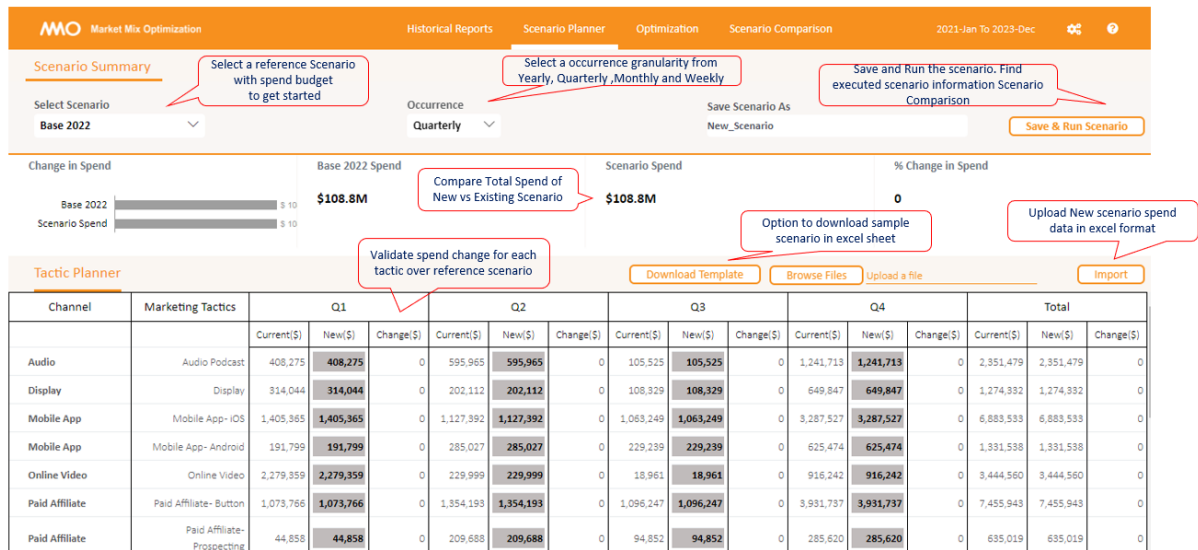 AMO Market Mix Optimization Historical Reports Scenario Planner Optimization Scenario Comparison 2021-Jan To 2023-Dec ?
Scenario Summary
Select a reference Scenario
with spend budget
to get started
Select a occurrence granularity from
Yearly, Quarterly ,Monthly and Weekly
Save and Run the scenario. Find
executed scenario information Scenario
Comparison
Select Scenario
Base 2022
Occurrence
Quarterly
Save Scenario As
New_Scenario
Save & Run Scenario
Change in Spend
Base 2022 $ 10
Scenario Spend $ 10
Base 2022 Spend
$108.8M
Compare Total Spend of
New vs Existing Scenario
Scenario Spend
$108.8M
% Change in Spend
0
Validate spend change for each
tactic over reference scenario
Option to download sample
scenario in excel sheet
Upload New scenario spend
data in excel format
Tactic Planner Download Template Browse Files Upload a file Import
Channel Marketing Tactics Q1 Q2 Q3 Q4 Total
Current($) New($) Change($) Current($) New($) Change($) Current($) New($) Change($) Current($) New($) Change($) Current($) New($) Change($)
Audio Audio Podcast 408,275 408,275 0 595,965 595,965 0 105,525 105,525 0 1,241,713 1,241,713 0 2,351,479 2,351,479 0
Display Display 314,044 314,044 0 202,112 202,112 0 108,329 108,329 0 649,847 649,847 0 1,274,332 1,274,332 0
Mobile App Mobile App- iOS 1,405,365 1,405,365 0 1,127,392 1,127,392 0 1,063,249 1,063,249 0 3,287,527 3,287,527 0 6,883,533 6,883,533 0
Mobile App Mobile App- Android 191,799 191,799 0 285,027 285,027 0 229,239 229,239 0 625,474 625,474 0 1,331,538 1,331,538 0
Online Video Online Video 2,279,359 2,279,359 0 229,999 229,999 0 18,961 18,961 0 916,242 916,242 0 3,444,560 3,444,560 0
Paid Affiliate Paid Affiliate- Button 1,073,766 1,073,766 0 1,354,193 1,354,193 0 1,096,247 1,096,247 0 3,931,737 3,931,737 0 7,455,943 7,455,943 0
Paid Affiliate Paid Affiliate-
Prospecting 44,858 44,858 0 209,688 209,688 0 94,852 94,852 0 285,620 285,620 0 635,019 635,019 0